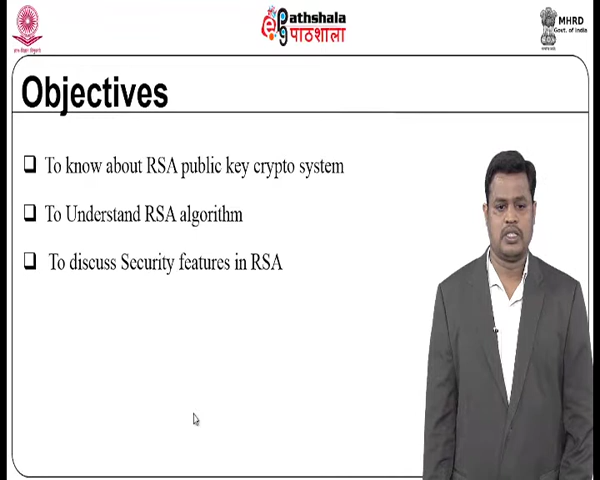 athshala
पाठशाला
MHRD
Govt. of India
Objectives
To know about RSA public key crypto system
To Understand RSA algorithm
To discuss Security features in RSA